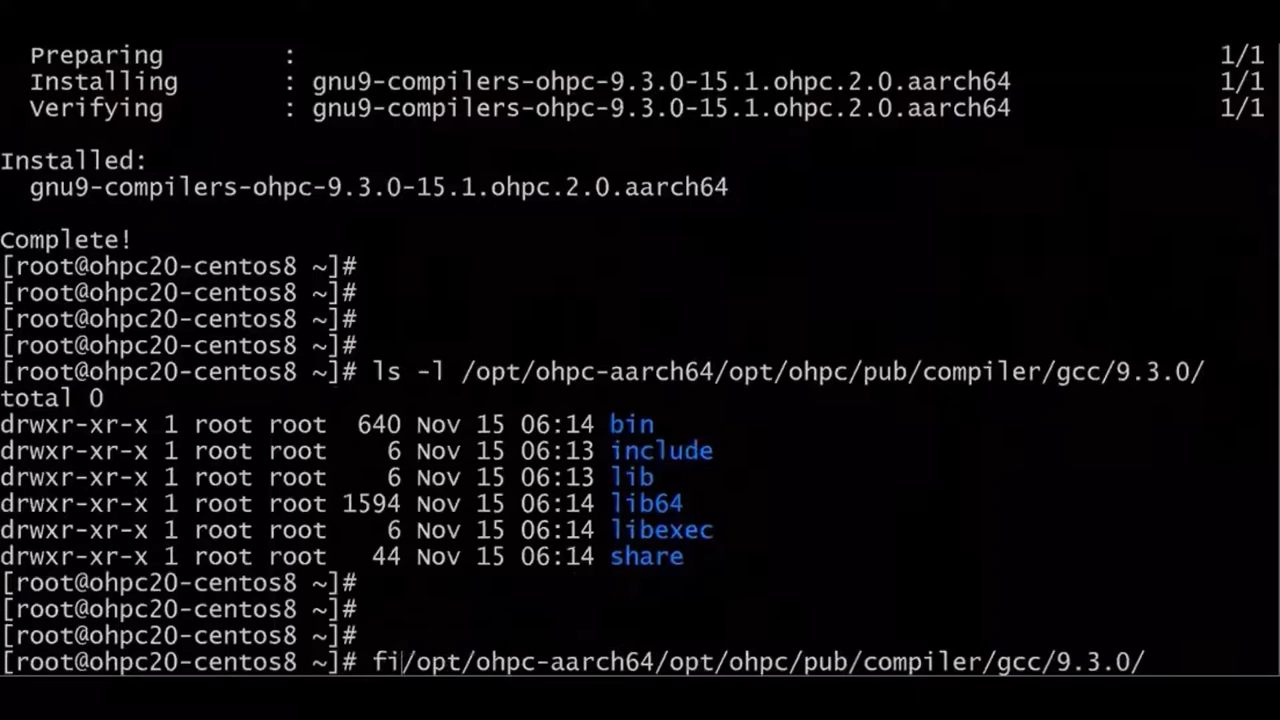 Preparing : 1/1
Installing : gnu9-compilers-ohpc-9.3.0-15.1.ohpc.2.0.aarch64 1/1
Verifying : gnu9-compilers-ohpc-9.3.0-15.1.ohpc.2.0.aarch64 1/1
Installed:
gnu9-compilers-ohpc-9.3.0-15.1.ohpc.2.0.aarch64
Complete!
[root@ohpc20-centos8 ~]#
[root@ohpc20-centos8 ~]#
[root@ohpc20-centos8 ~]#
[root@ohpc20-centos8 ~]#
[root@ohpc20-centos8 ~]# ls -l /opt/ohpc-aarch64/opt/ohpc/pub/compiler/gcc/9.3.0/
total 0
drwxr-xr-x 1 root root 640 Nov 15 06:14 bin
drwxr-xr-x 1 root root 6 Nov 15 06:13 include
drwxr-xr-x 1 root root 6 Nov 15 06:13 lib
drwxr-xr-x 1 root root 1594 Nov 15 06:14 lib64
drwxr-xr-x 1 root root 6 Nov 15 06:14 libexec
drwxr-xr-x 1 root root 44 Nov 15 06:14 share
[root@ohpc20-centos8 ~]#
[root@ohpc20-centos8 ~]#
[root@ohpc20-centos8 ~]#
[root@ohpc20-centos8 ~]# fi/opt/ohpc-aarch64/opt/ohpc/pub/compiler/gcc/9.3.0/